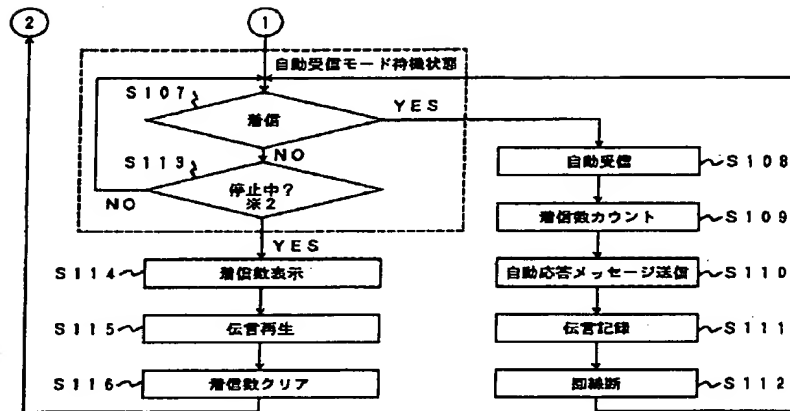 2
1
自動受信モード待機状態
S107
着信
YES
NO
S113
停止中?
※2
NO
YES
自動受信
S108
着信数カウント
S109
S114
着信数表示
自動応答メッセージ送信
S110
S115
伝言再生
伝言記録
S111
S116
着信数クリア
即線断
S112